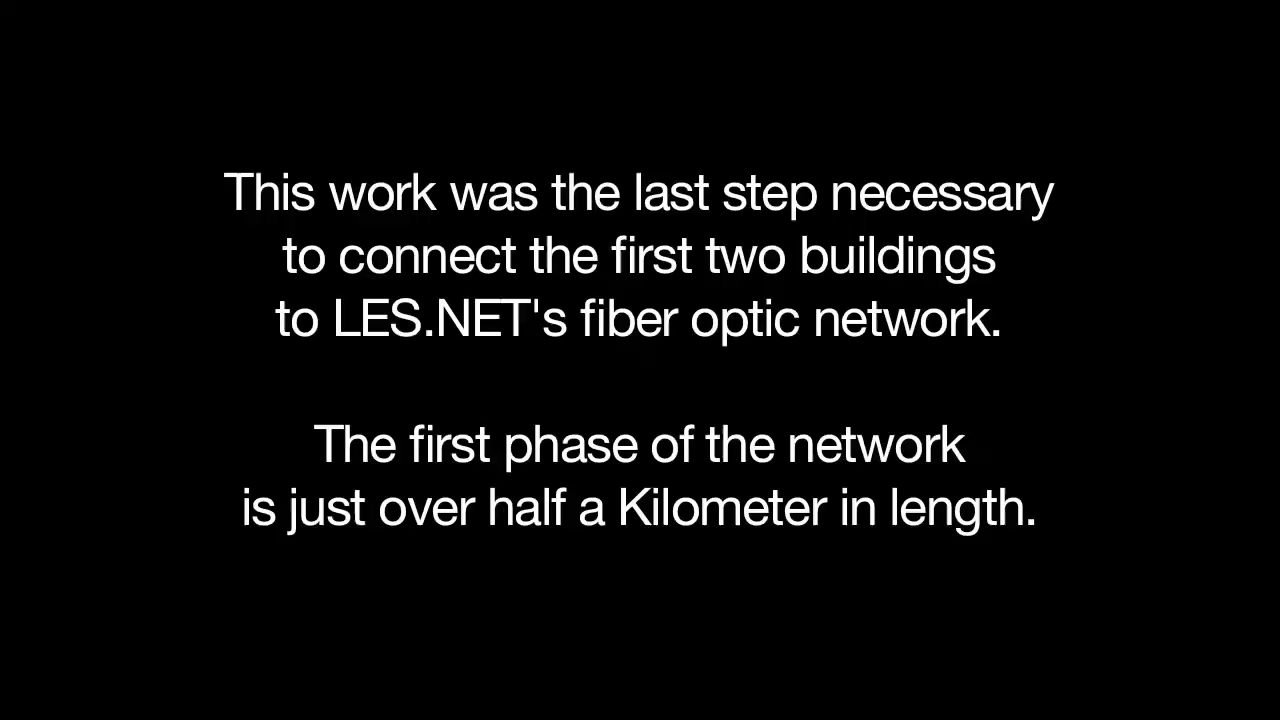 This work was the last step necessary
to connect the first two buildings
to LES.NET's fiber optic network.
The first phase of the network
is just over half a Kilometer in length.